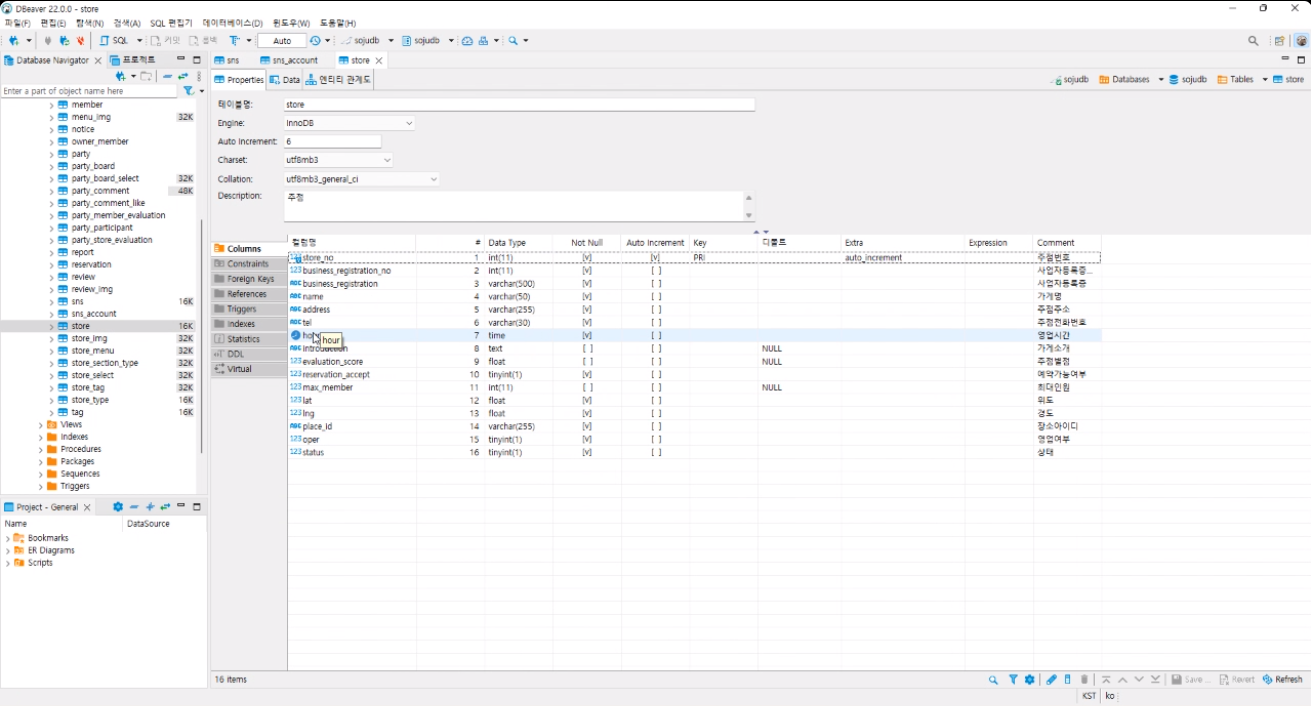 DBeaver 22.0.0 - store
파일(F) 편집(E) 탐색(N) 검색(A) SQL 편집기 데이터베이스(D) 윈도우(W) 도움말(H)
SQL 커밋 롤백 Auto sojudb sojudb
Database Navigator 프로젝트
Enter a part of object name here
member
menu_img 32K
notice
owner_member
party
party_board
party_board_select 32K
party_comment 48K
party_comment_like
party_member_evaluation
party_participant
party_store_evaluation
report
reservation
review
review_img
sns 16K
sns_account
store 16K
store_img 32K
store_menu 32K
store_section_type 32K
store_select 32K
store_tag 32K
store_type 16K
tag 16K
Views
Indexes
Procedures
Packages
Sequences
Triggers
Project - General
Name DataSource
Bookmarks
ER Diagrams
Scripts
sns sns_account store
Properties Data 엔티티 관계도
sojudb Databases sojudb Tables store
테이블명: store
Engine: InnoDB
Auto Increment: 6
Charset: utf8mb3
Collation: utf8mb3_general_ci
Description: 주점
Columns
Constraints
Foreign Keys
References
Triggers
Indexes
Statistics
DDL
Virtual
컬럼명 # Data Type Not Null Auto Increment Key 디폴트 Extra Expression Comment
123 store_no 1 int(11) [v] [v] PRI auto_increment 주점번호
123 business_registration_no 2 int(11) [v] [ ] 사업자등록증...
ABC business_registration 3 varchar(500) [v] [ ] 사업자등록증
ABC name 4 varchar(50) [v] [ ] 가게명
ABC address 5 varchar(255) [v] [ ] 주점주소
ABC tel 6 varchar(30) [v] [ ] 주점전화번호
hour 7 time [v] [ ] 영업시간
ABC introduction 8 text [ ] [ ] NULL 가게소개
123 evaluation_score 9 float [ ] [ ] NULL 주점별점
123 reservation_accept 10 tinyint(1) [v] [ ] 예약가능여부
123 max_member 11 int(11) [ ] [ ] NULL 최대인원
123 lat 12 float [v] [ ] 위도
123 lng 13 float [v] [ ] 경도
ABC place_id 14 varchar(255) [v] [ ] 장소아이디
123 oper 15 tinyint(1) [v] [ ] 영업여부
123 status 16 tinyint(1) [v] [ ] 상태
16 items
Save ... Revert Refresh
KST ko